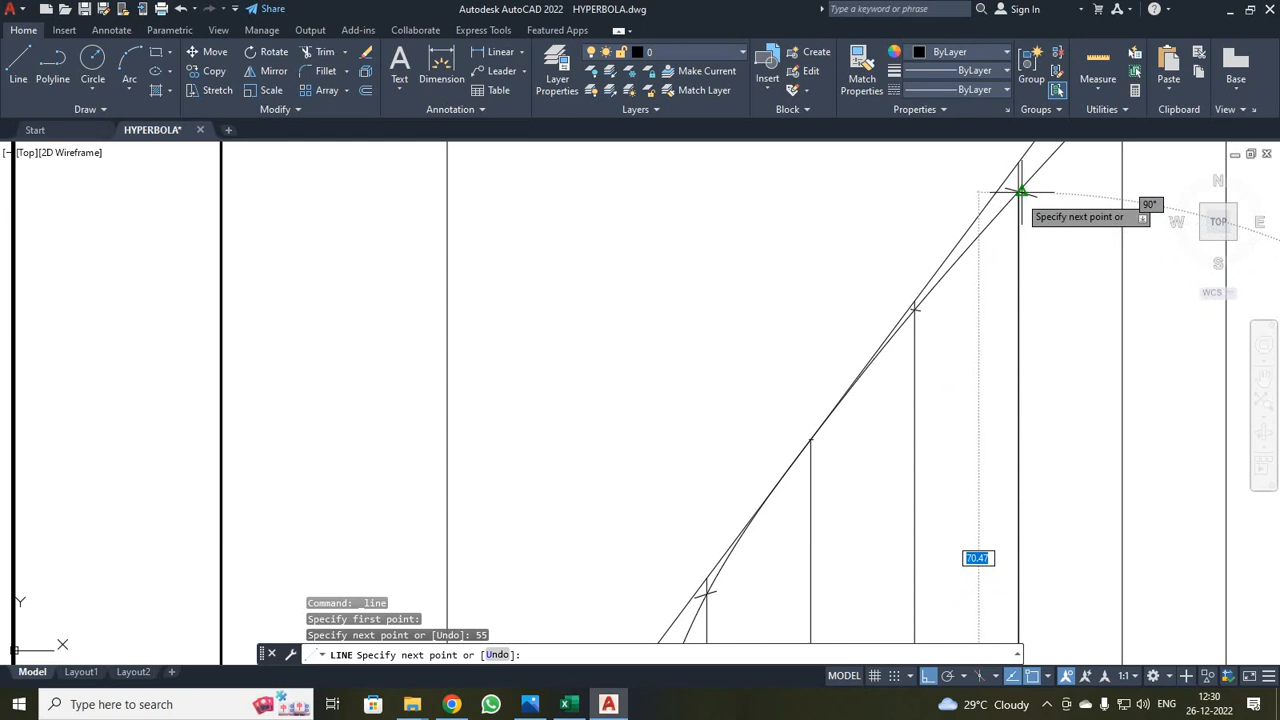 Autodesk AutoCAD 2022 HYPERBOLA.dwg
Share
Type a keyword or phrase
Sign In
Home Insert Annotate Parametric View Manage Output Add-ins Collaborate Express Tools Featured Apps
Line
Polyline
Circle
Arc
Move
Rotate
Trim
Copy
Mirror
Fillet
Stretch
Scale
Array
Text
Dimension
Linear
Leader
Table
Layer
Properties
0
Make Current
Match Layer
Insert
Create
Edit
Match
Properties
ByLayer
ByLayer
ByLayer
Group
Measure
Paste
Base
Draw
Modify
Annotation
Layers
Block
Properties
Groups
Utilities
Clipboard
View
Start
HYPERBOLA*
[−][Top][2D Wireframe]
N
W
TOP
E
S
WCS
90°
Specify next point or
70.47
Y
X
Command: _line
Specify first point:
Specify next point or [Undo]: 55
LINE Specify next point or [Undo]:
Model Layout1 Layout2
MODEL
1:1
Type here to search
29°C Cloudy
ENG
12:30
26-12-2022